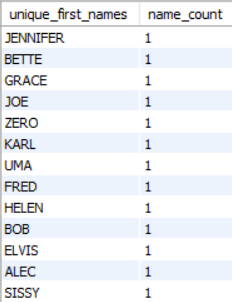 unique_first_names name_count
JENNIFER 1
BETTE 1
GRACE 1
JOE 1
ZERO 1
KARL 1
UMA 1
FRED 1
HELEN 1
BOB 1
ELVIS 1
ALEC 1
SISSY 1